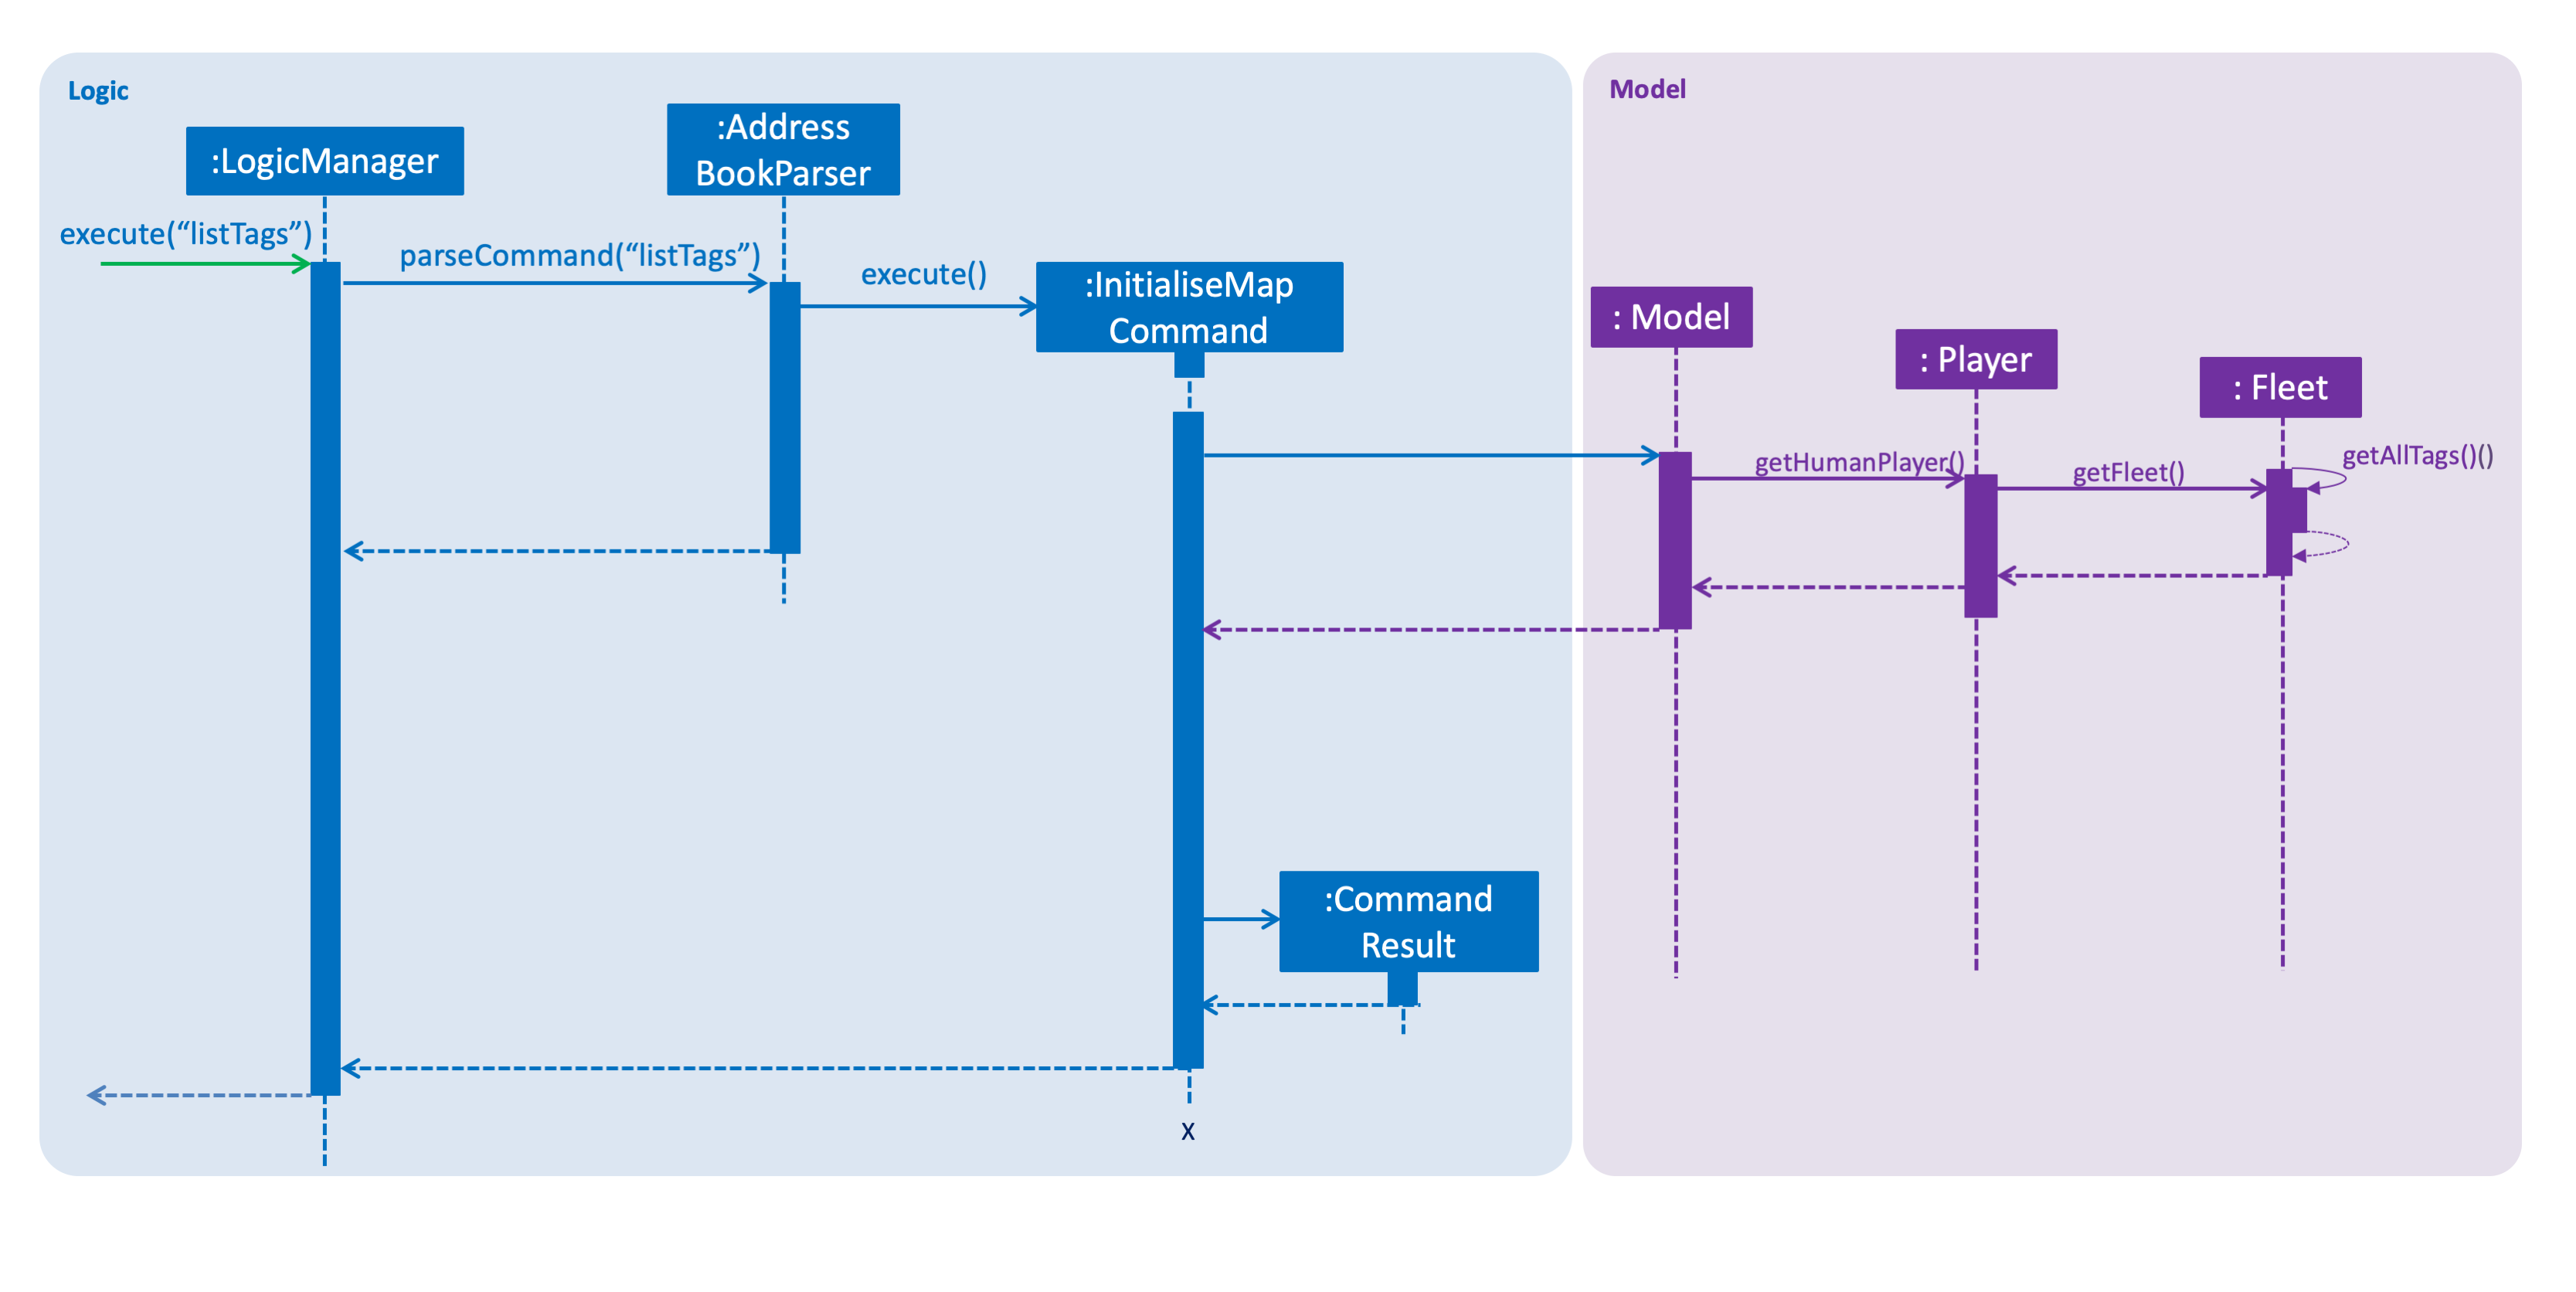 Logic
Model
:LogicManager
:Address
BookParser
execute(“listTags”)
parseCommand(“listTags”)
execute()
:InitialiseMap
Command
: Model
: Player
: Fleet
getHumanPlayer()
getFleet()
getAllTags()()
:Command
Result
x